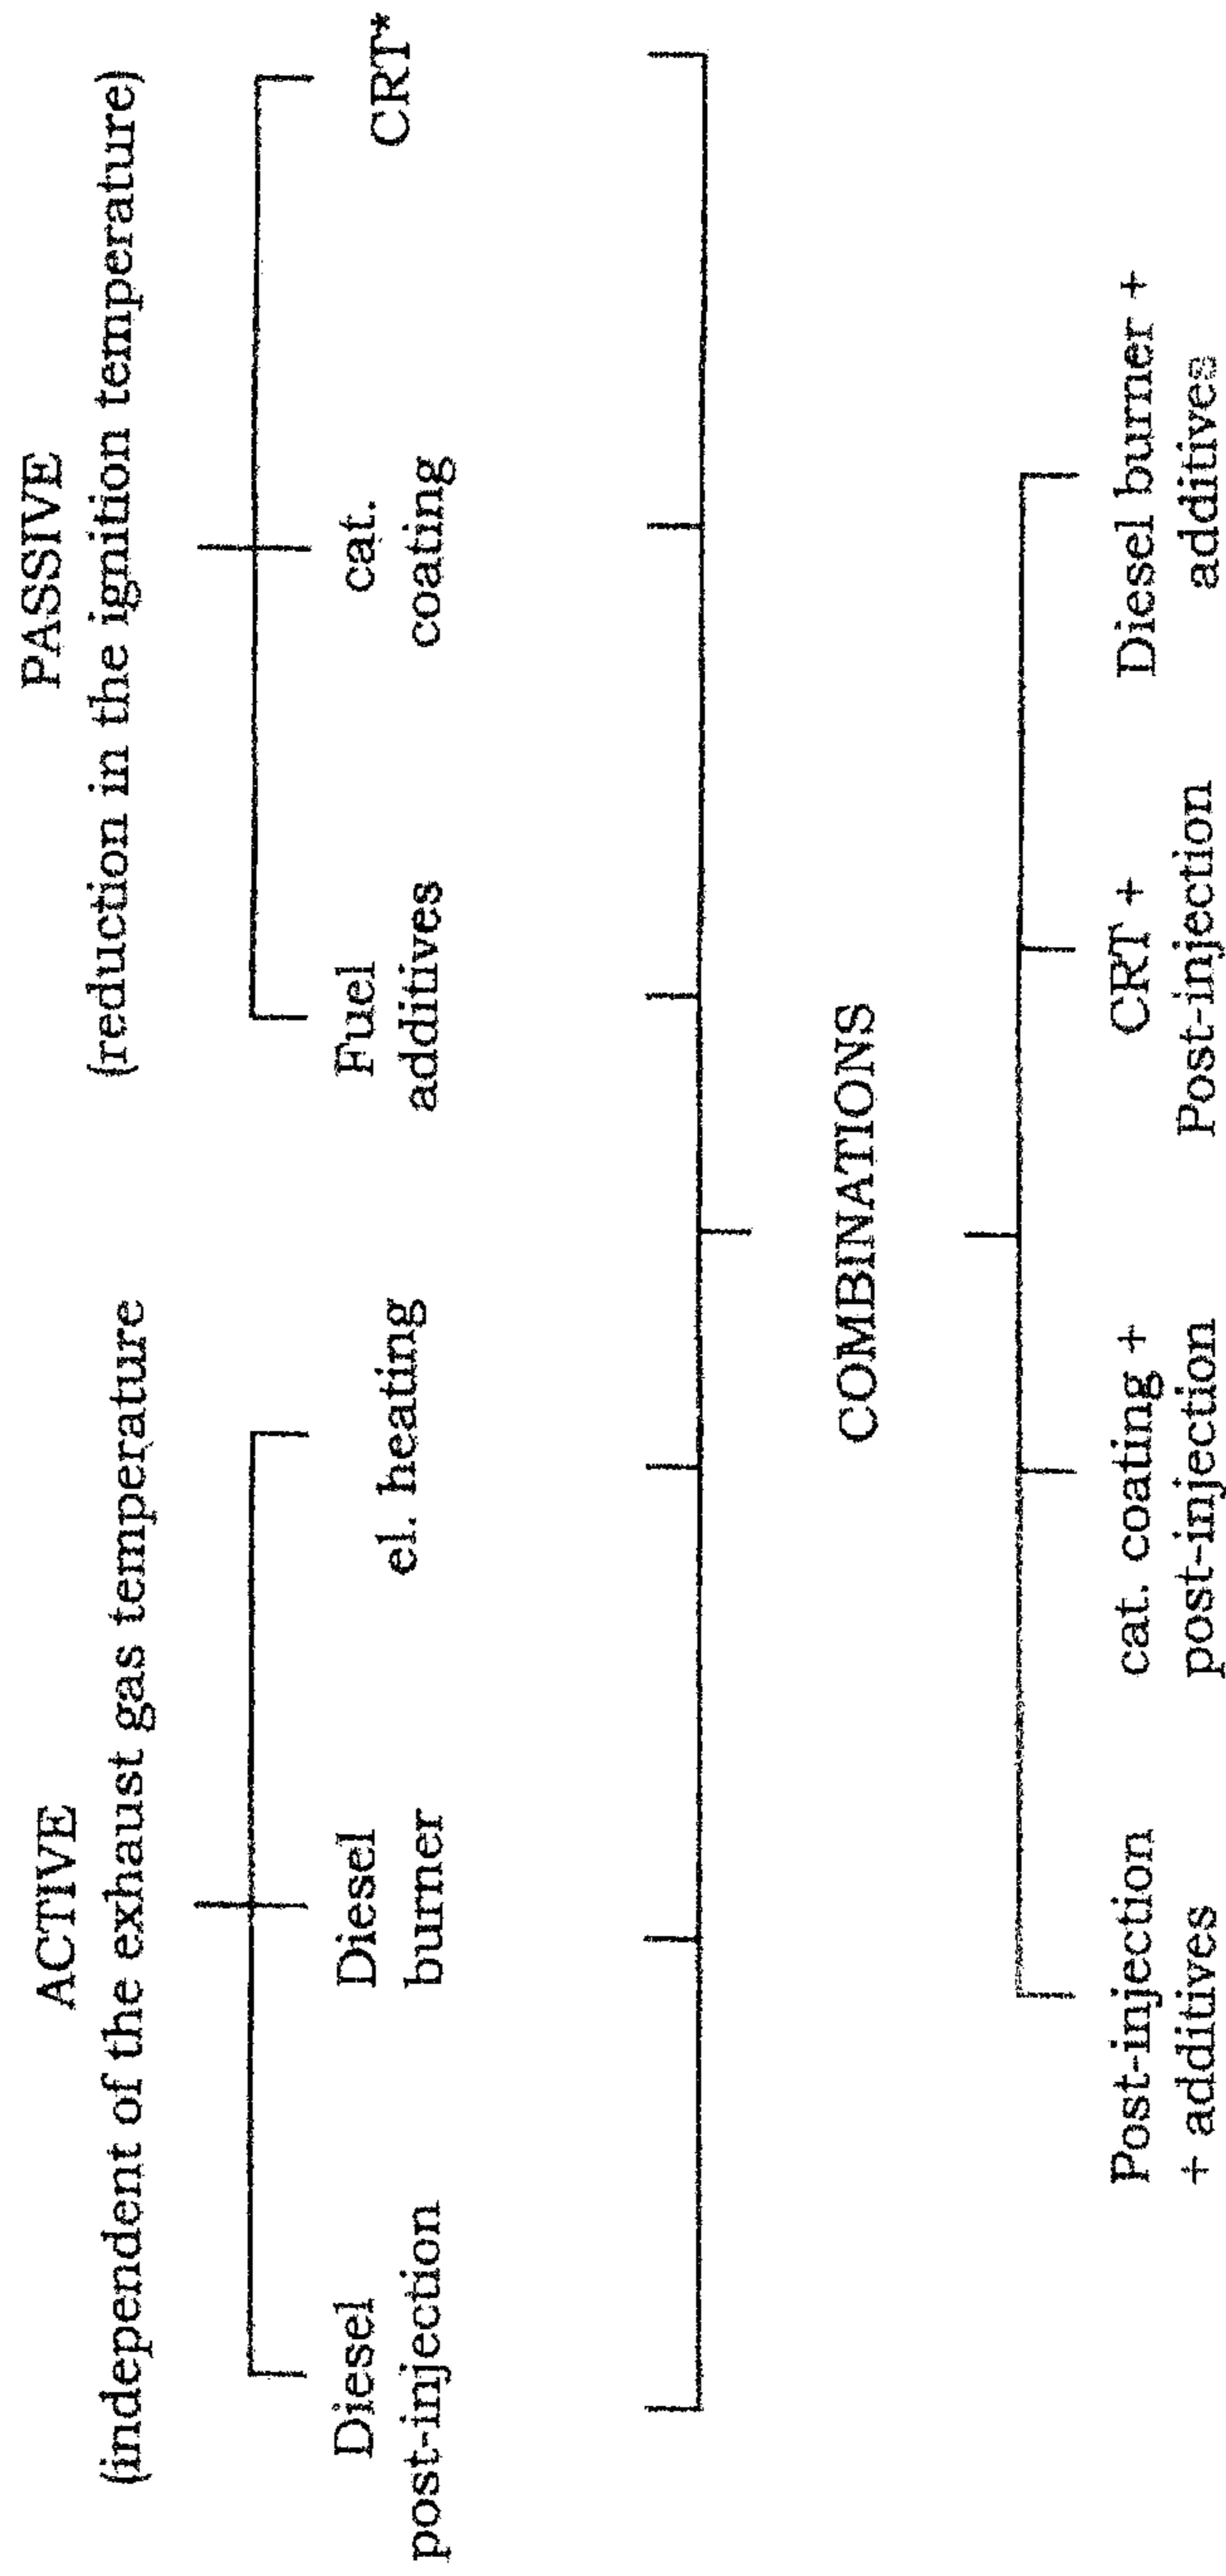 ACTIVE
(independent of the exhaust gas temperature
Diesel
post-injection
Diesel
burner
el. heating
PASSIVE
(reduction in the ignition temperature)
Fuel
additives
cat.
coating
CRT*
COMBINATIONS
Post-injection
+ additives
cat. coating +
post-injection
CRT +
Post-injection
Diesel burner +
additives